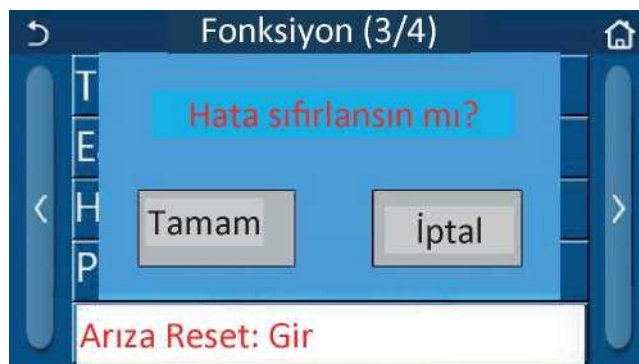 Fonksiyon (3/4)
T
Hata sıfırlansın mı?
E
H
Tamam
İptal
P
Arıza Reset: Gir